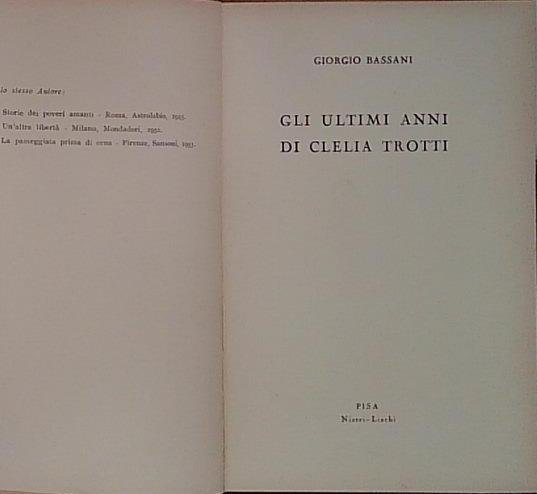 lo stesso Autore:
Storie dei poveri amanti - Roma, Astrolabio, 1945.
Un'altra libertà - Milano, Mondadori, 1952.
La passeggiata prima di cena - Firenze, Sansoni, 1953.
GIORGIO BASSANI
GLI ULTIMI ANNI
DI CLELIA TROTTI
PISA
Nistri-Lischi